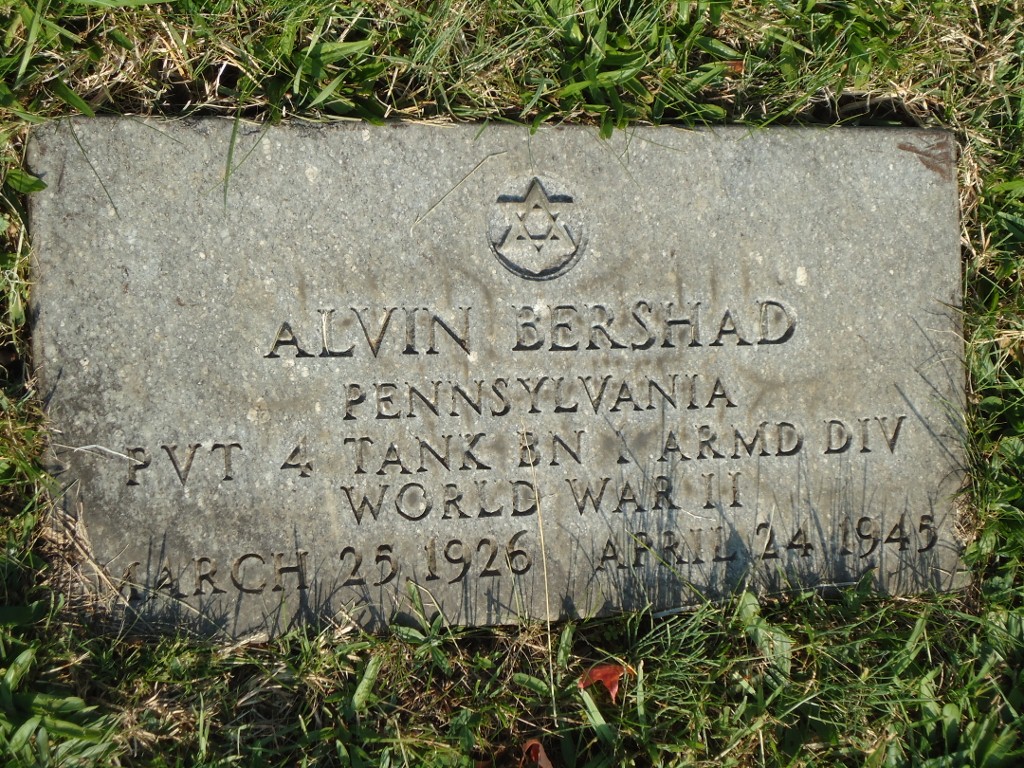 ALVIN BERSHAD
PENNSYLVANIA
PVT 4 TANK BN 1 ARMD DIV
WORLD WAR II
MARCH 25 1926 APRIL 24 1945